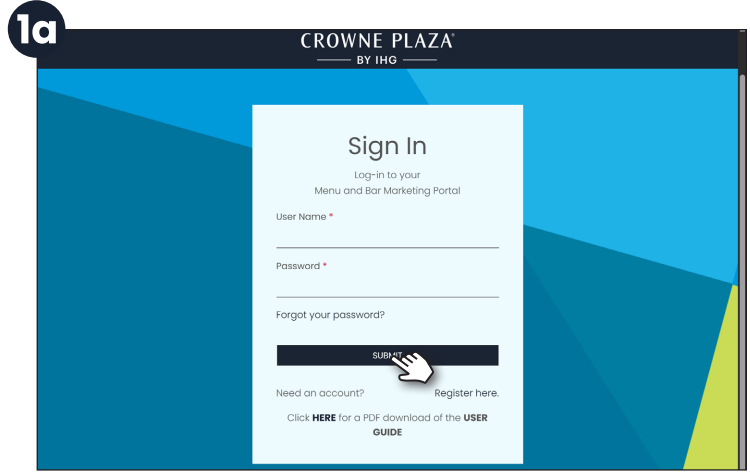 1a
CROWNE PLAZA®
BY IHG
Sign In
Log-in to your
Menu and Bar Marketing Portal
User Name *
Password *
Forgot your password?
SUBMIT
Need an account? Register here.
Click HERE for a PDF download of the USER
GUIDE